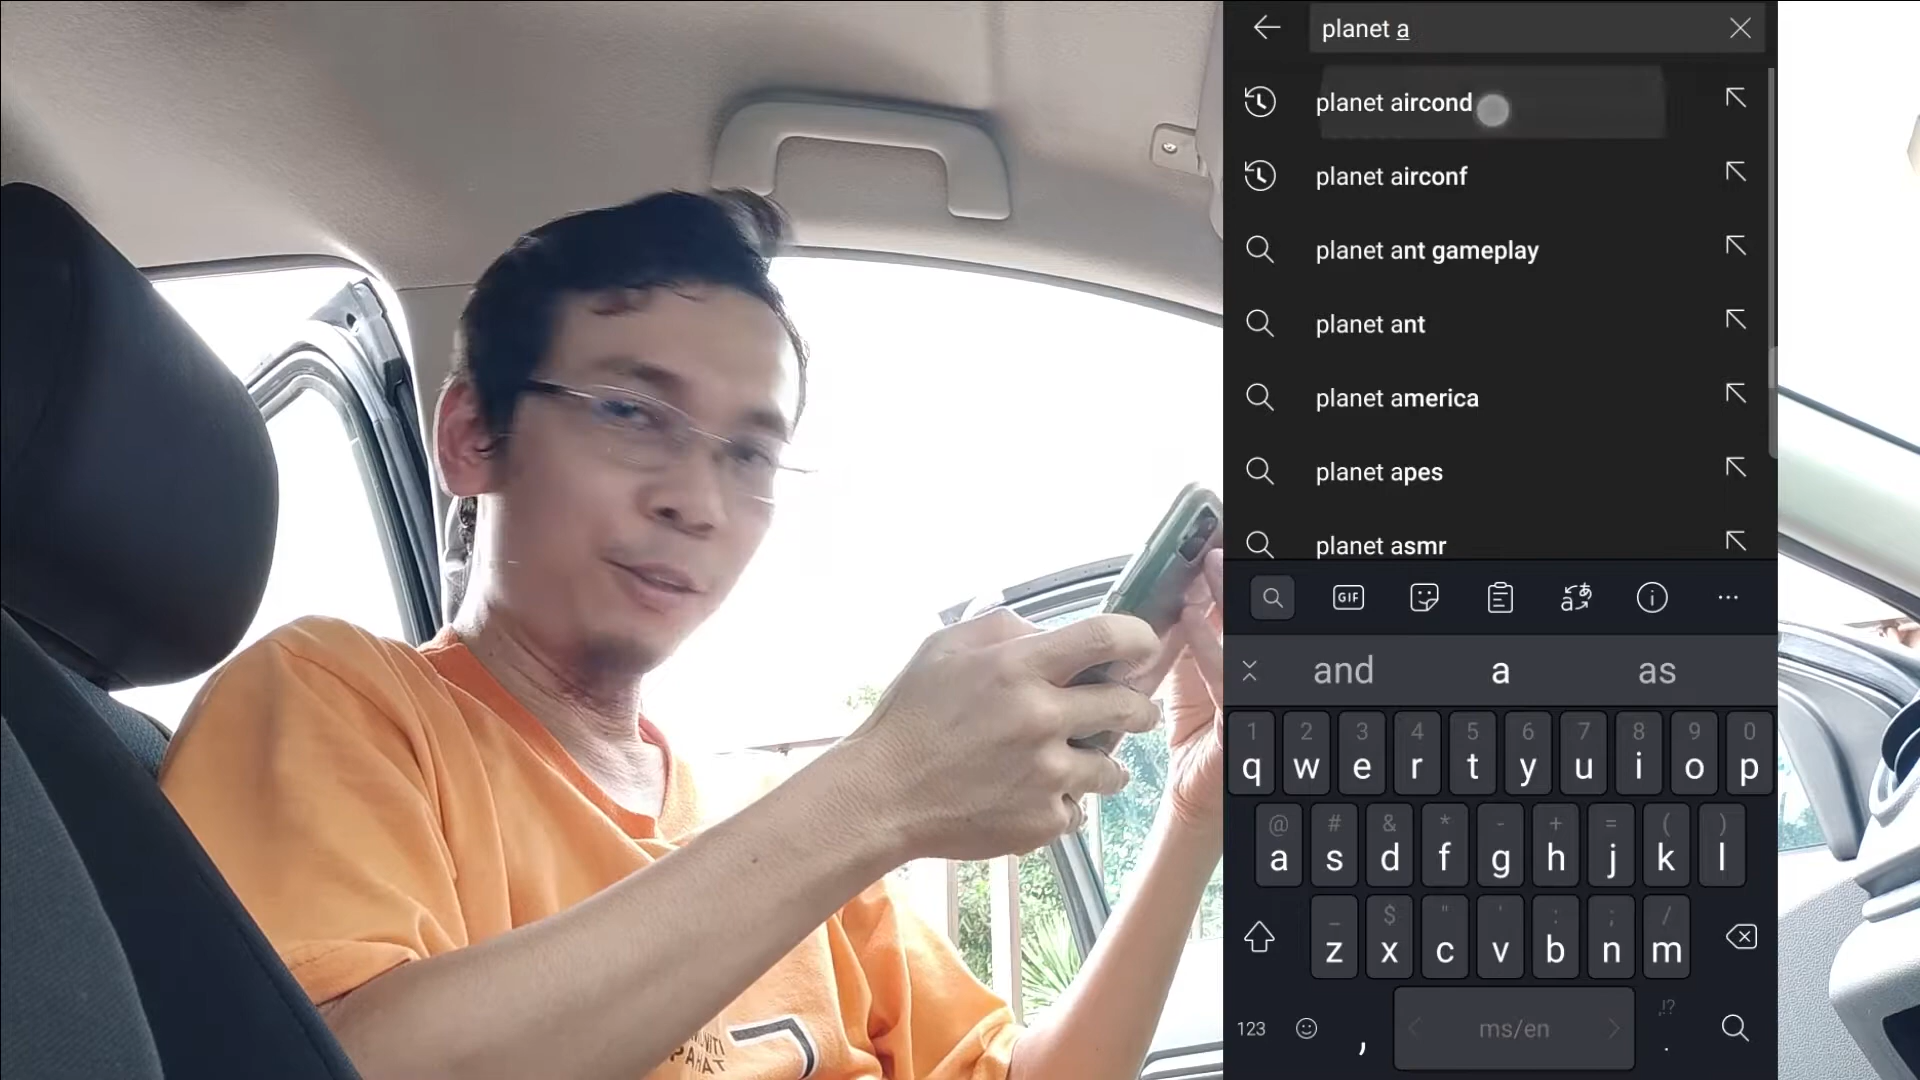 planet a
planet aircond
planet airconf
planet ant gameplay
planet ant
planet america
planet apes
planet asmr
GIF
and a as
1 2 3 4 5 6 7 8 9 0
q w e r t y u i o p
@ # & * - + = ( )
a s d f g h j k l
_ $ " ' : ; /
z x c v b n m
123 , ms/en !? .